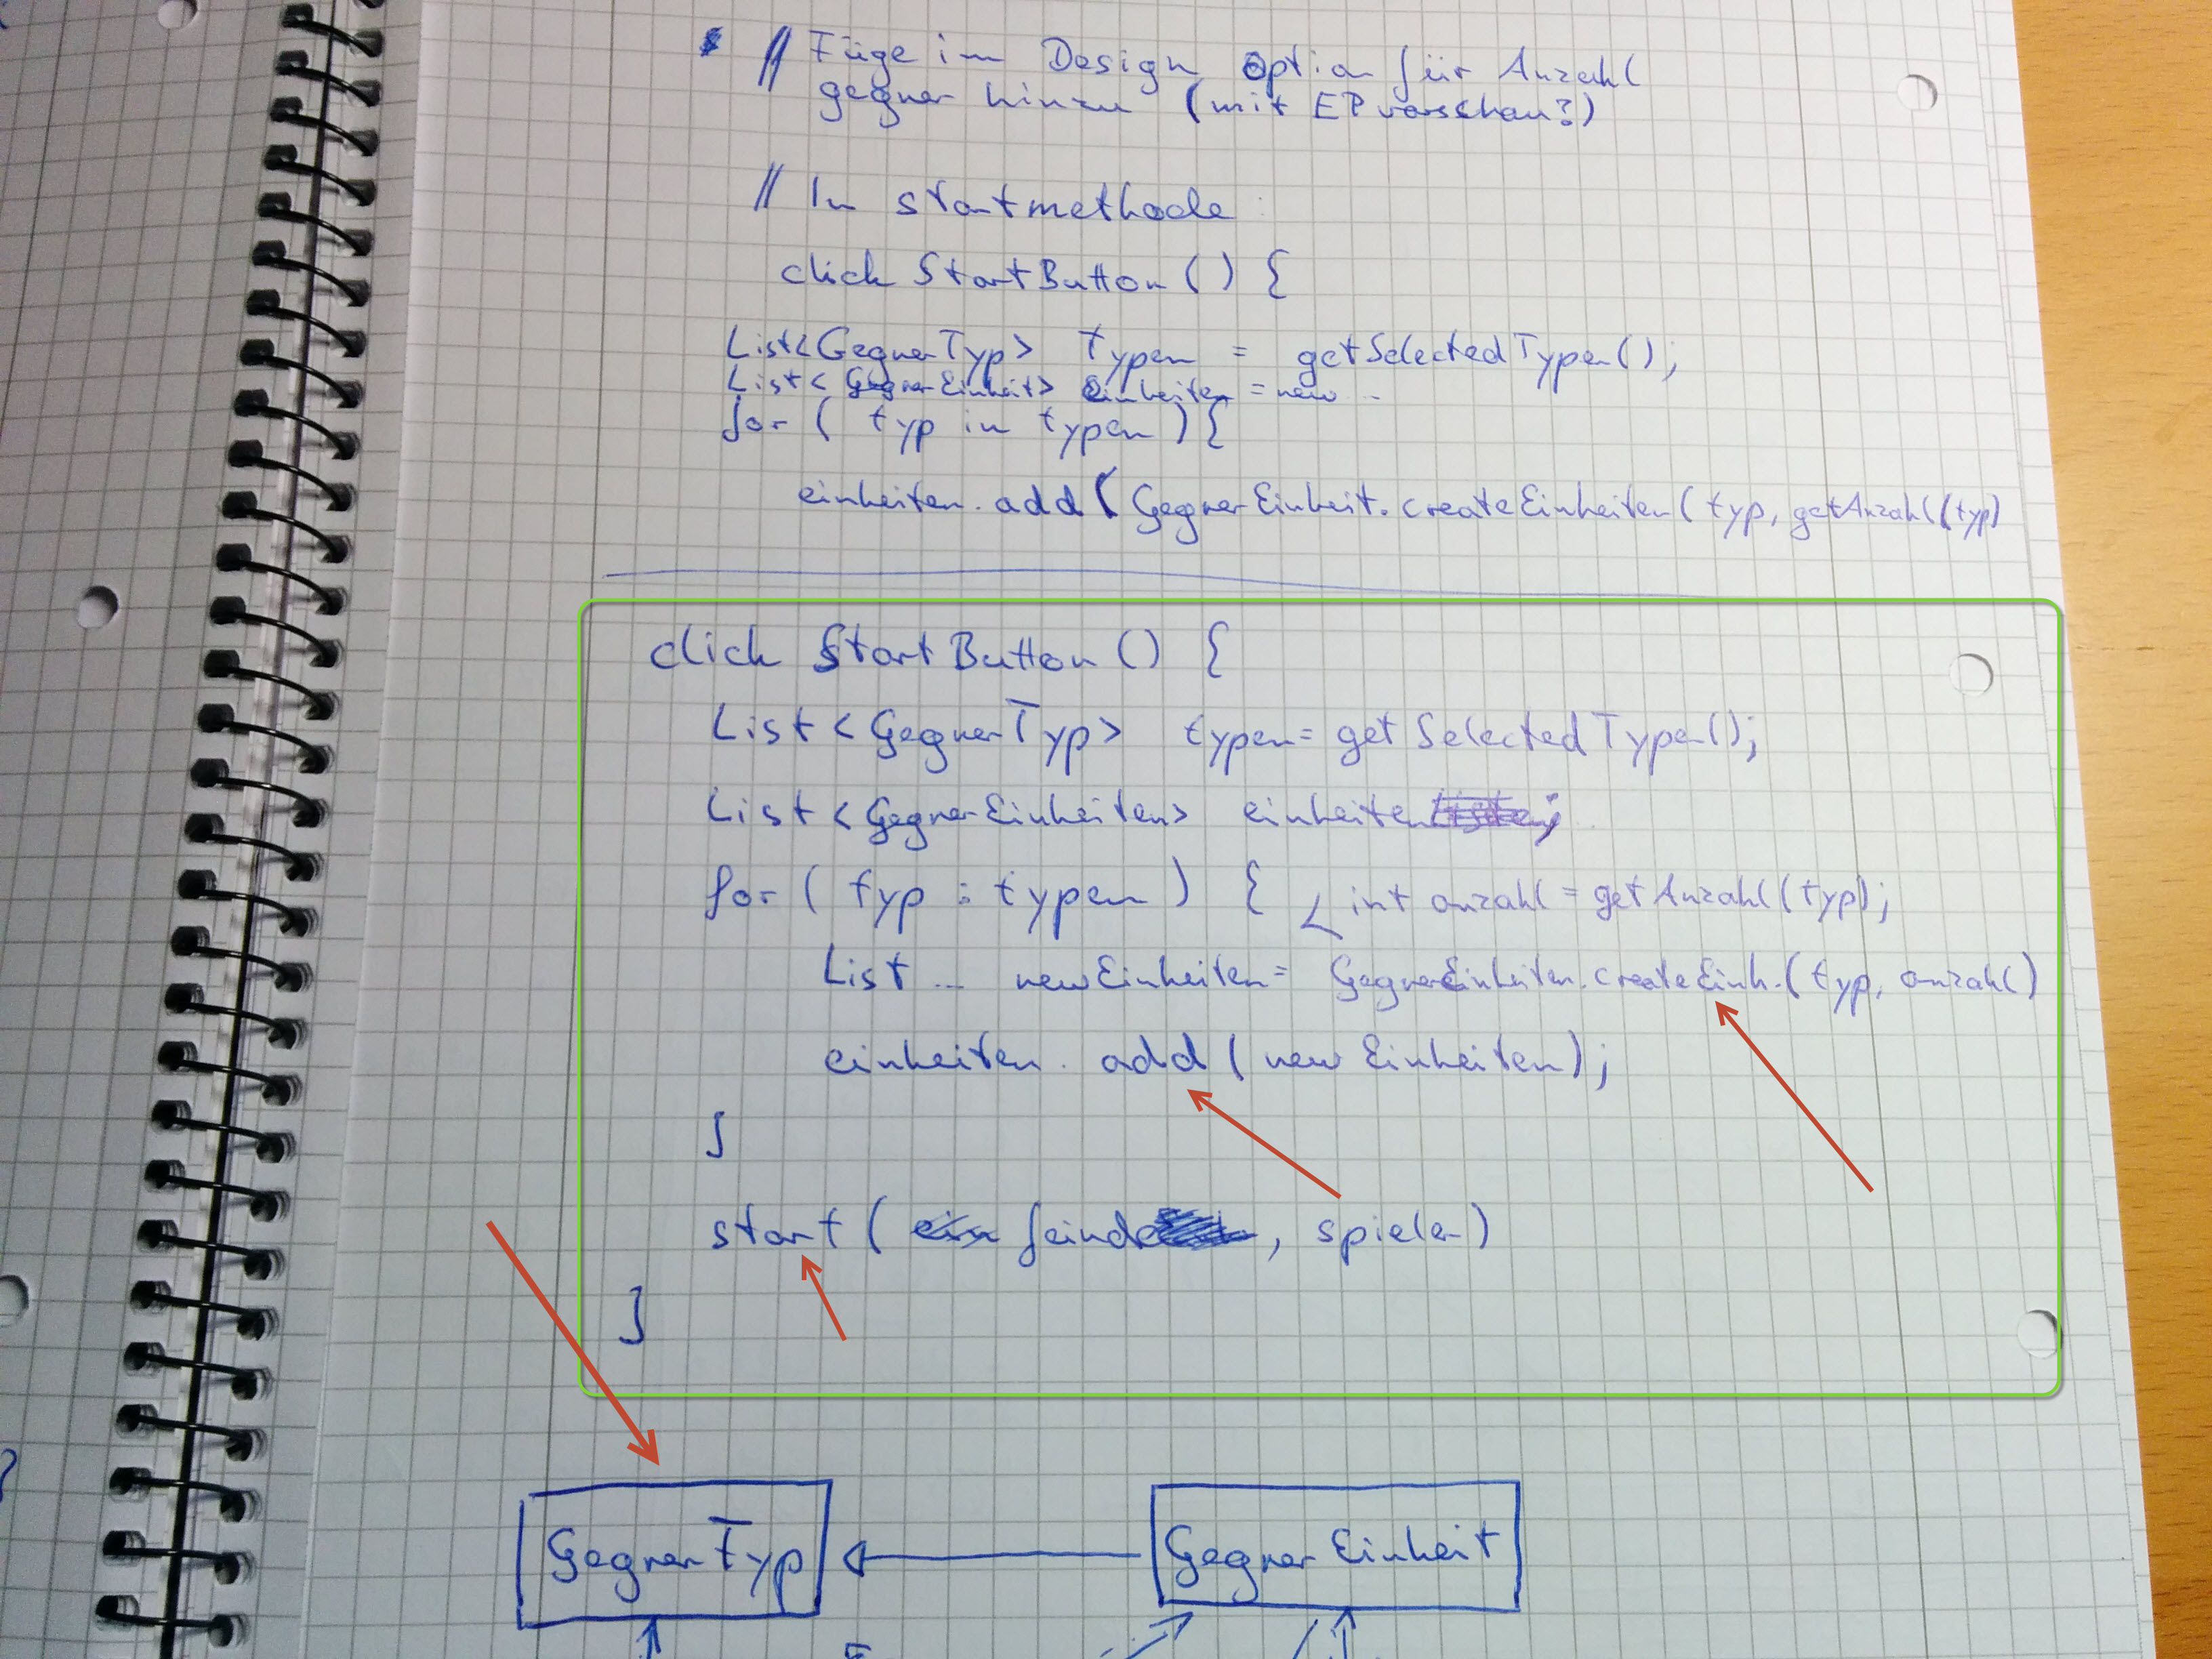 // Füge im Design Option für Anzahl
gegner hinzu (mit EP vorschau?)
// In startmethode
click StartButton () {
List<GegnerTyp> typen = getSelectedTypen();
List<GegnerEinheit> einheiten = new ...
for ( typ in typen ) {
einheiten.add(GegnerEinheit.createEinheiten(typ, getAnzahl(typ)
click StartButton () {
List<GegnerTyp> typen = getSelectedTypen();
List<GegnerEinheiten> einheiten;
for ( typ : typen ) { int anzahl = getAnzahl(typ);
List ... newEinheiten = GegnerEinheiten.createEinh.(typ, anzahl)
einheiten.add(newEinheiten);
}
start ( feinde, spieler)
}
GegnerTyp
GegnerEinheit